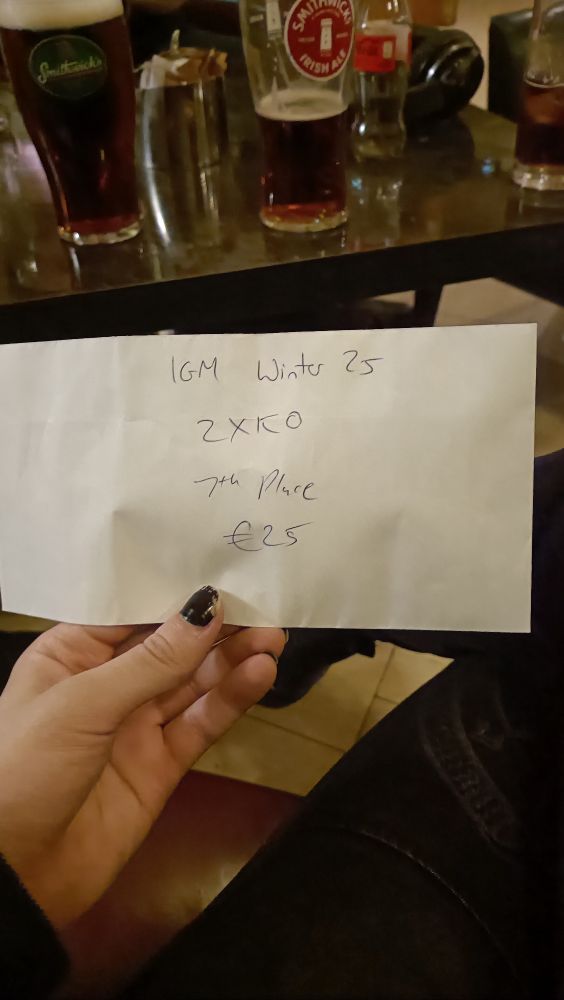 Smithwick's
SMITHWICK'S
IRISH ALE
IGM Winter 25
2XKO
7th Place
€25